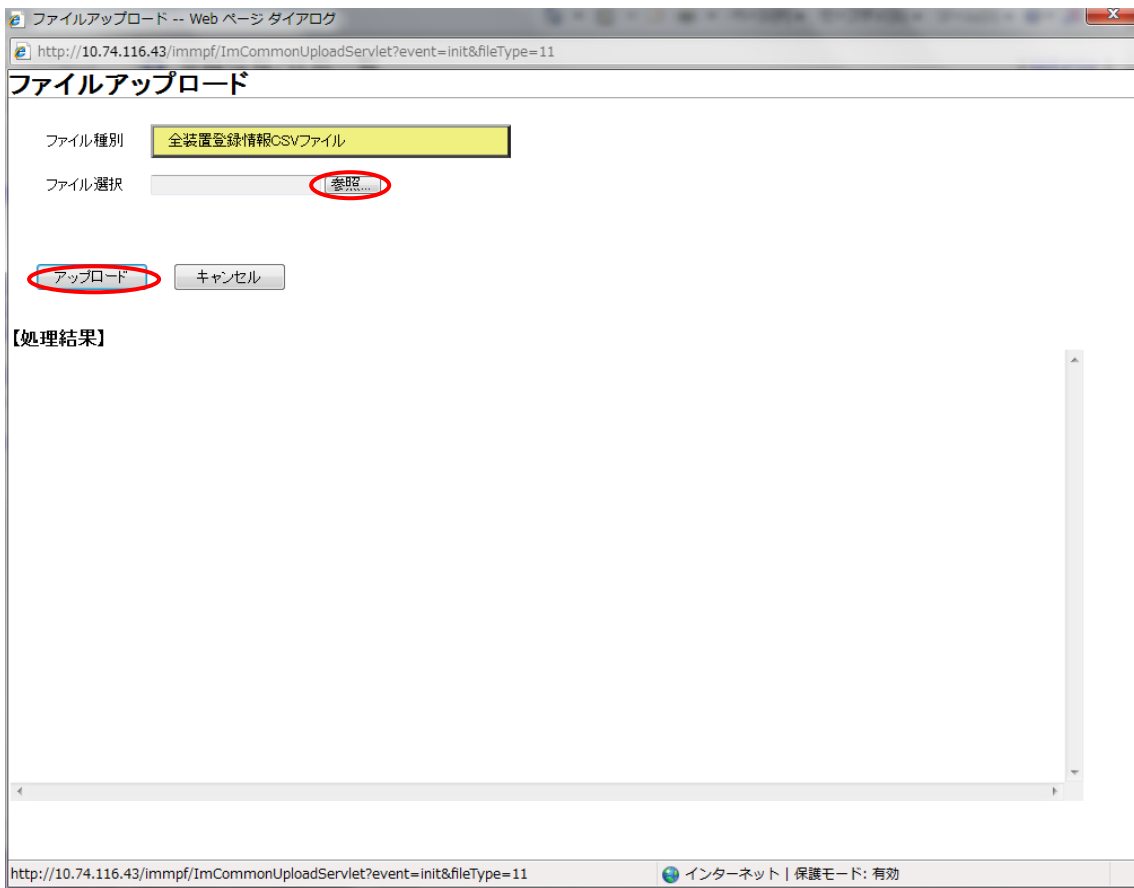 ファイルアップロード -- Web ページ ダイアログ
http://10.74.116.43/immpf/ImCommonUploadServlet?event=init&fileType=11
ファイルアップロード
ファイル種別 全装置登録情報CSVファイル
ファイル選択 参照...
アップロード キャンセル
【処理結果】
http://10.74.116.43/immpf/ImCommonUploadServlet?event=init&fileType=11 インターネット | 保護モード: 有効